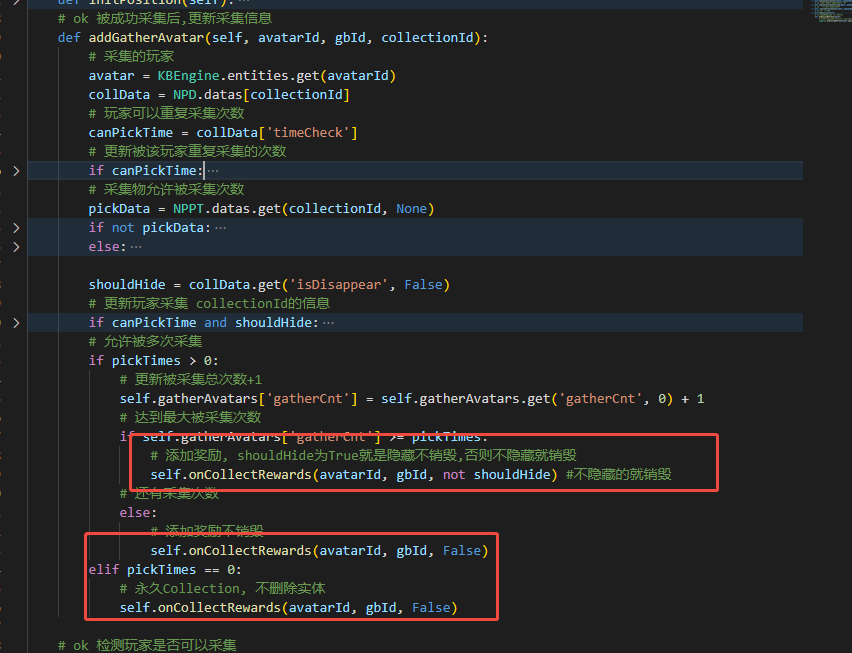 def initPosition(self):
# ok 被成功采集后,更新采集信息
def addGatherAvatar(self, avatarId, gbId, collectionId):
# 采集的玩家
avatar = KBEngine.entities.get(avatarId)
collData = NPD.datas[collectionId]
# 玩家可以重复采集次数
canPickTime = collData['timeCheck']
# 更新被该玩家重复采集的次数
if canPickTime:…
# 采集物允许被采集次数
pickData = NPPT.datas.get(collectionId, None)
if not pickData:…
else:…
shouldHide = collData.get('isDisappear', False)
# 更新玩家采集 collectionId的信息
if canPickTime and shouldHide:…
# 允许被多次采集
if pickTimes > 0:
# 更新被采集总次数+1
self.gatherAvatars['gatherCnt'] = self.gatherAvatars.get('gatherCnt', 0) + 1
# 达到最大被采集次数
if self.gatherAvatars['gatherCnt'] >= pickTimes:
# 添加奖励, shouldHide为True就是隐藏不销毁,否则不隐藏就销毁
self.onCollectRewards(avatarId, gbId, not shouldHide) #不隐藏的就销毁
# 还有采集次数
else:
# 添加奖励不销毁
self.onCollectRewards(avatarId, gbId, False)
elif pickTimes == 0:
# 永久Collection, 不删除实体
self.onCollectRewards(avatarId, gbId, False)
# ok 检测玩家是否可以采集